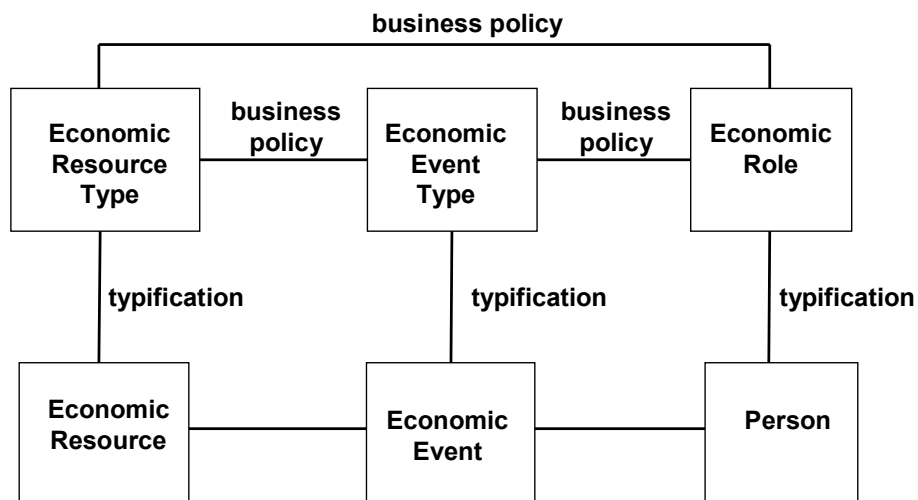 business policy
Economic
Resource
Type
business
policy
Economic
Event
Type
business
policy
Economic
Role
typification
typification
typification
Economic
Resource
Economic
Event
Person